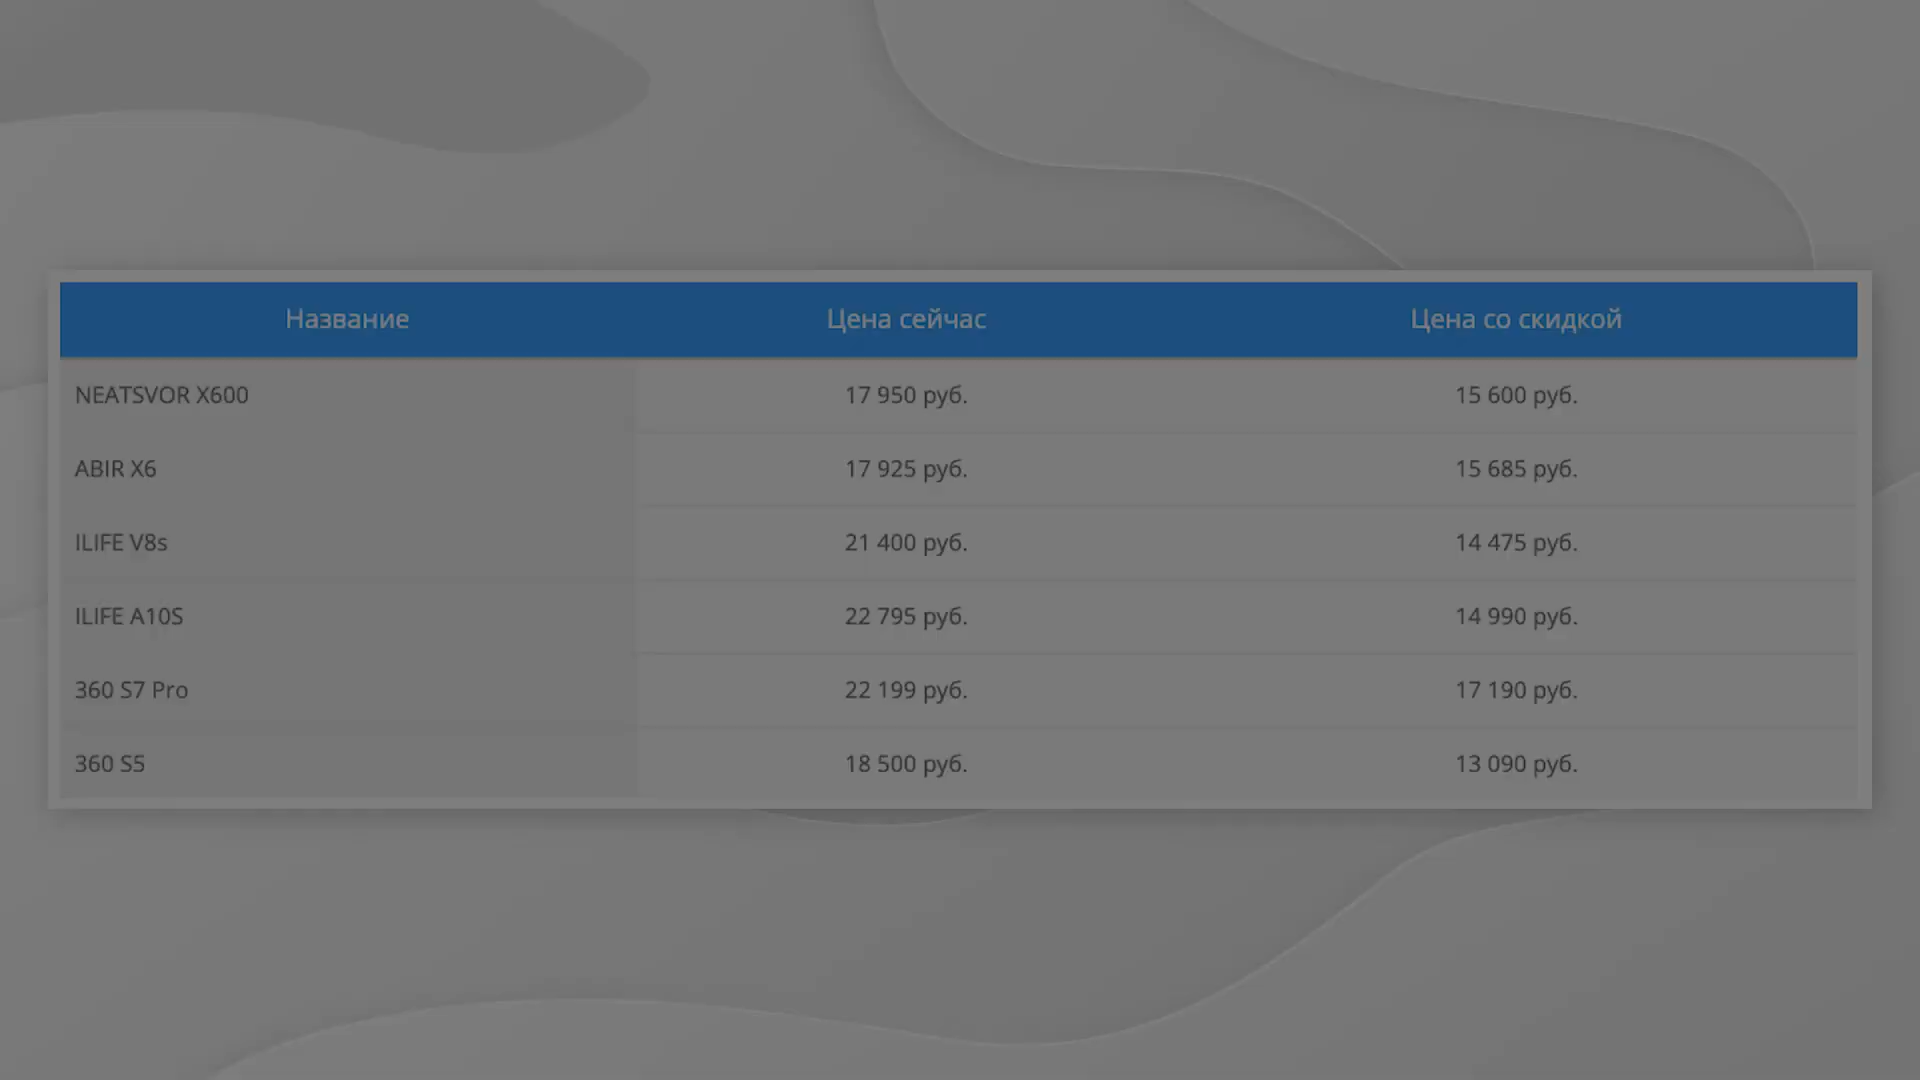 Название Цена сейчас Цена со скидкой
NEATSVOR X600 17 950 руб. 15 600 руб.
ABIR X6 17 925 руб. 15 685 руб.
ILIFE V8s 21 400 руб. 14 475 руб.
ILIFE A10S 22 795 руб. 14 990 руб.
360 S7 Pro 22 199 руб. 17 190 руб.
360 S5 18 500 руб. 13 090 руб.